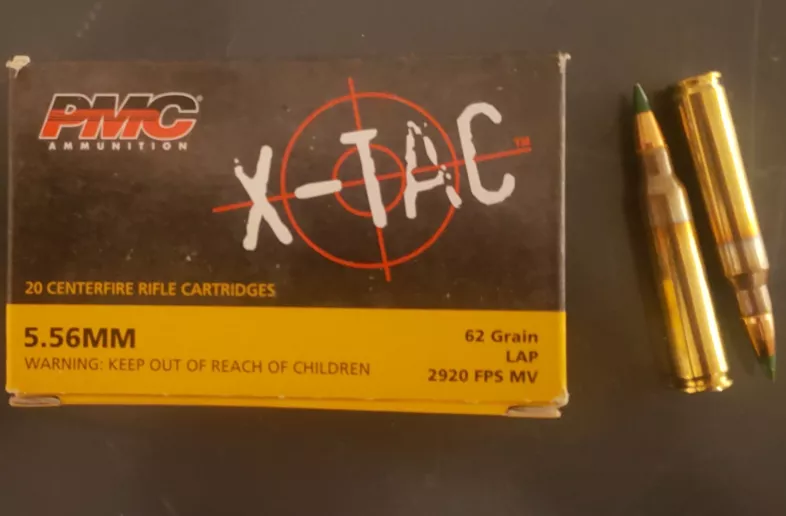 PMC®
AMMUNITION
X-TAC™
20 CENTERFIRE RIFLE CARTRIDGES
5.56MM
WARNING: KEEP OUT OF REACH OF CHILDREN
62 Grain
LAP
2920 FPS MV